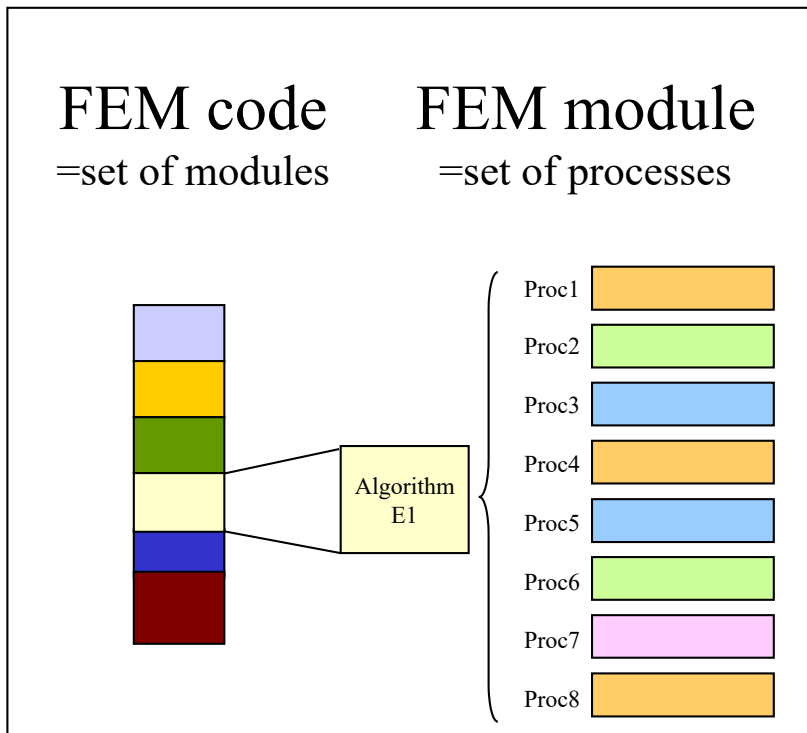 FEM code
=set of modules
FEM module
=set of processes
Algorithm
E1
Proc1
Proc2
Proc3
Proc4
Proc5
Proc6
Proc7
Proc8